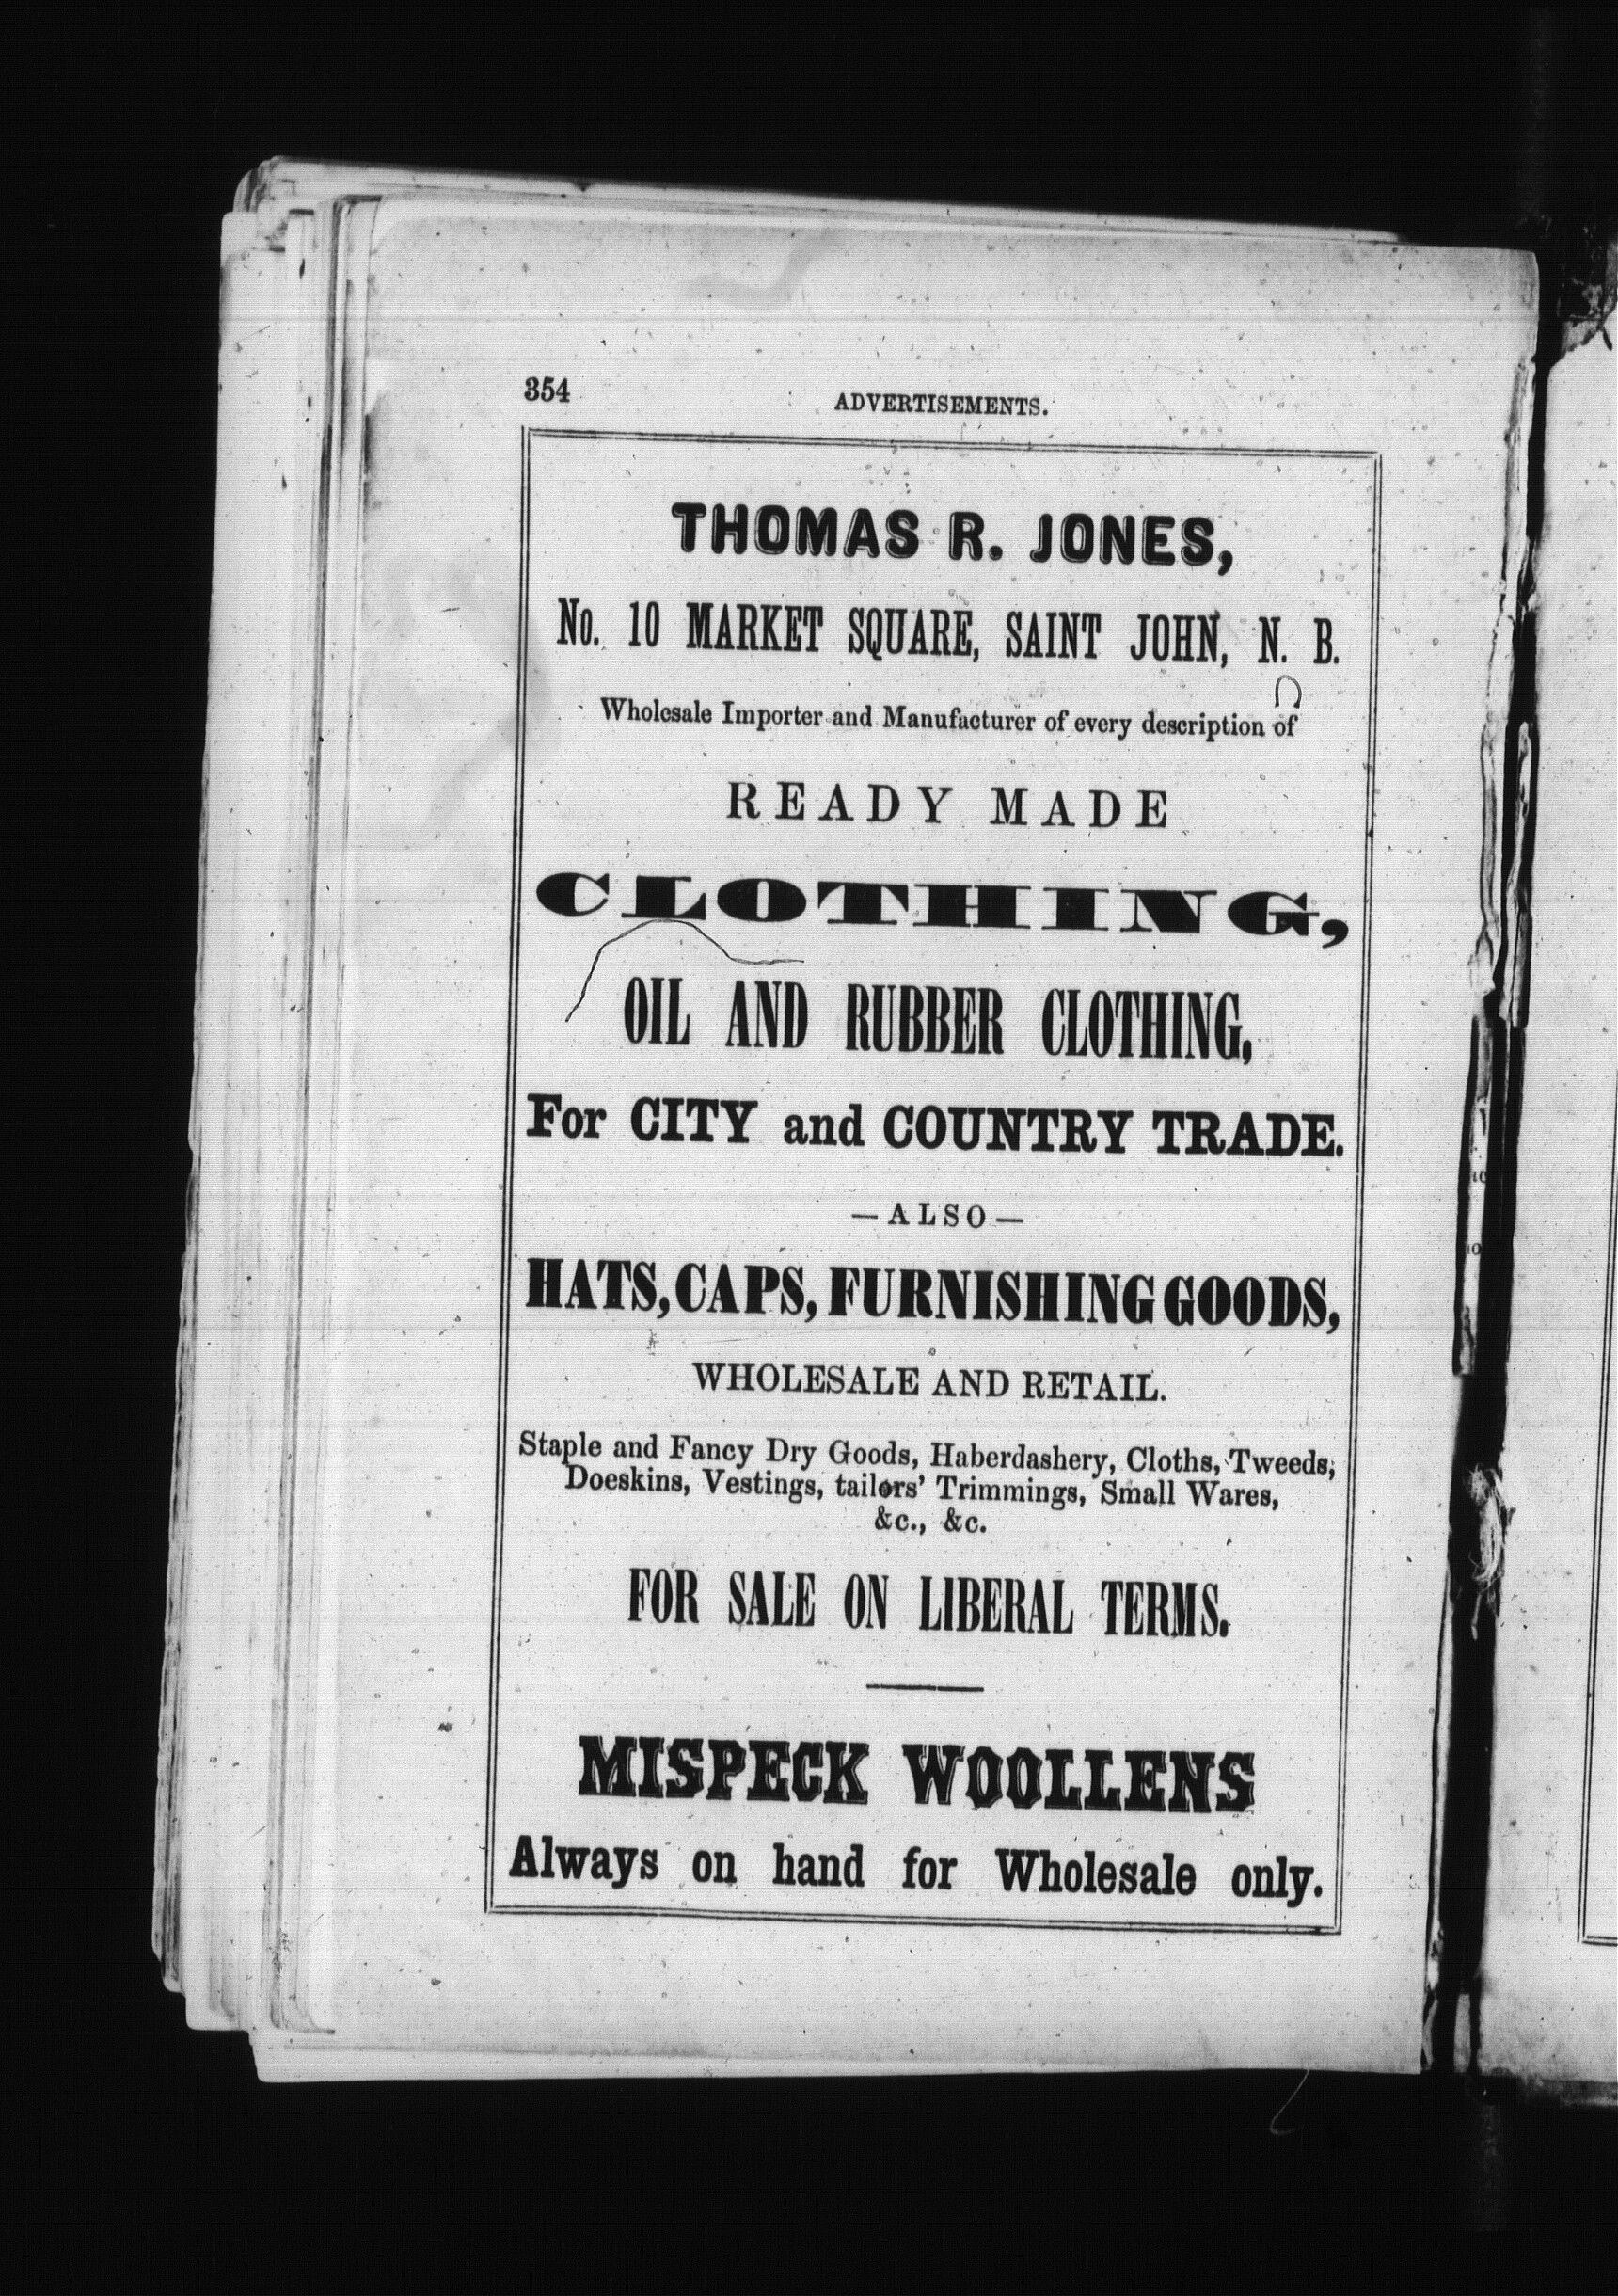 354
ADVERTISEMENTS.
THOMAS R. JONES,
No. 10 MARKET SQUARE, SAINT JOHN, N. B.
Wholesale Importer and Manufacturer of every description of
READY MADE
CLOTHING,
OIL AND RUBBER CLOTHING,
For CITY and COUNTRY TRADE.
—ALSO—
HATS, CAPS, FURNISHING GOODS,
WHOLESALE AND RETAIL.
Staple and Fancy Dry Goods, Haberdashery, Cloths, Tweeds,
Doeskins, Vestings, tailors' Trimmings, Small Wares,
&c., &c.
FOR SALE ON LIBERAL TERMS.
MISPECK WOOLLENS
Always on hand for Wholesale only.